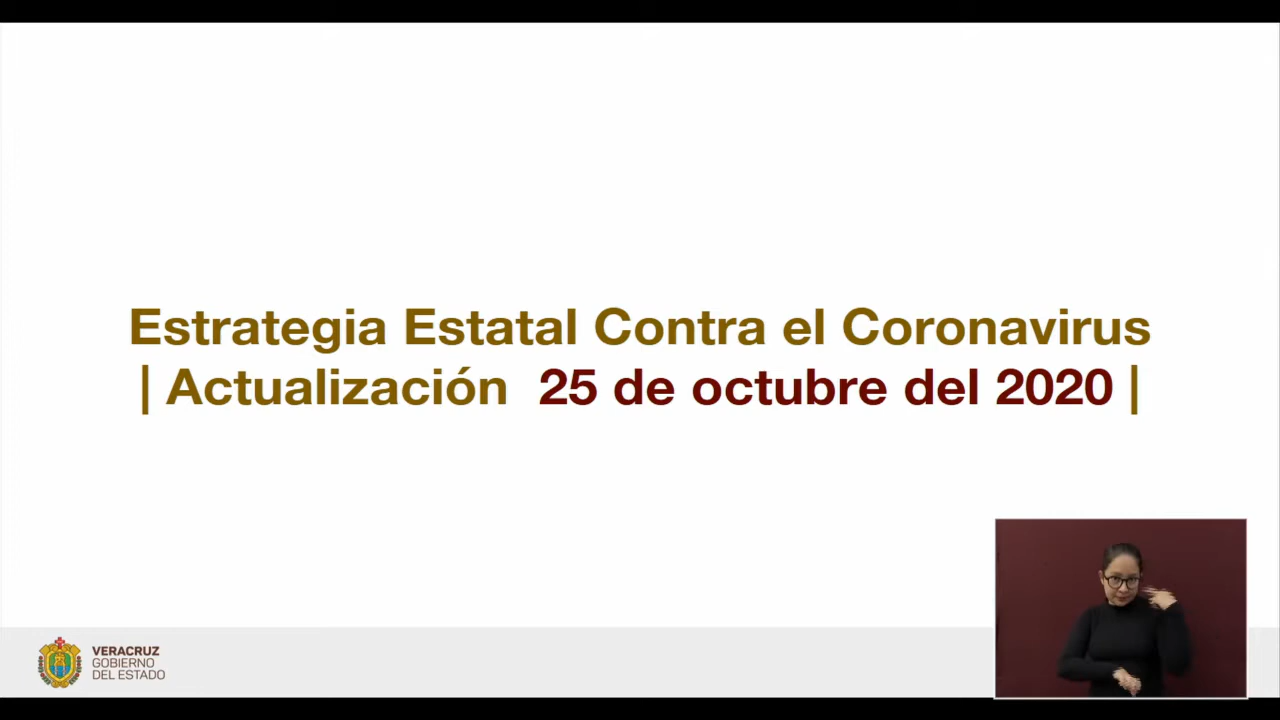 Estrategia Estatal Contra el Coronavirus
| Actualización 25 de octubre del 2020 |
VERACRUZ
GOBIERNO
DEL ESTADO